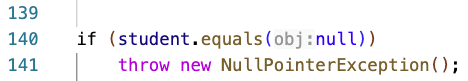 139
140 if (student.equals(obj:null))
141 throw new NullPointerException();